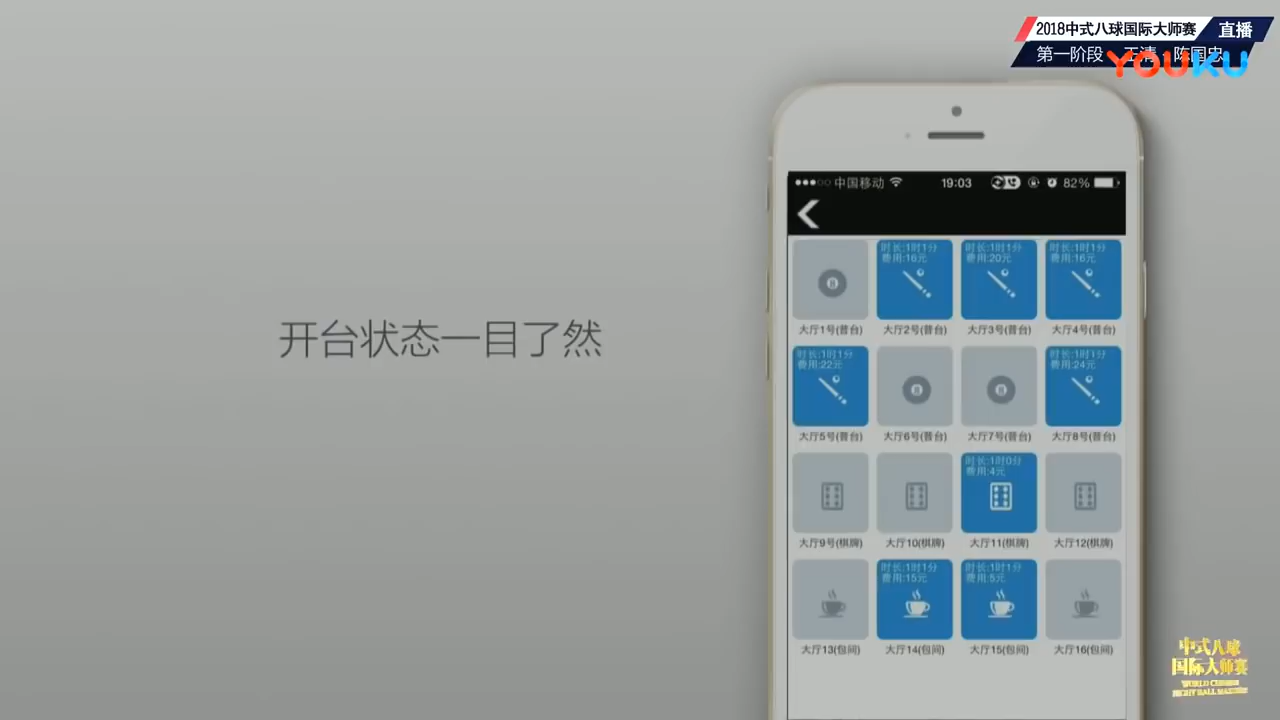 2018中式八球国际大师赛 直播
第一阶段
YOUKU
中国移动 19:03 82%
开台状态一目了然
时长:1时1分 时长:1时1分 时长:1时1分
费用:16元 费用:20元 费用:16元
大厅1号(普台) 大厅2号(普台) 大厅3号(普台) 大厅4号(普台)
时长:1时1分 时长:1时1分
费用:22元 费用:24元
大厅5号(普台) 大厅6号(普台) 大厅7号(普台) 大厅8号(普台)
时长:1时0分
费用:4元
大厅9号(棋牌) 大厅10(棋牌) 大厅11(棋牌) 大厅12(棋牌)
时长:1时1分 时长:1时1分
费用:15元 费用:5元
大厅13(包间) 大厅14(包间) 大厅15(包间) 大厅16(包间)
中式八球
国际大师赛